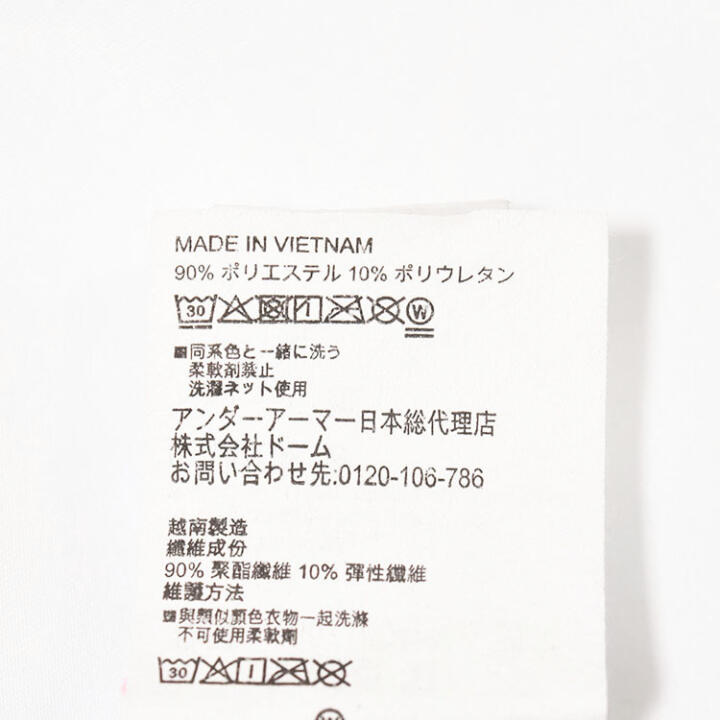 MADE IN VIETNAM
90% ポリエステル 10% ポリウレタン
30 W
■同系色と一緒に洗う
柔軟剤禁止
洗濯ネット使用
アンダーアーマー日本総代理店
株式会社ドーム
お問い合わせ先:0120-106-786
越南製造
纖維成份
90% 聚酯纖維 10% 彈性纖維
維護方法
■與類似顏色衣物一起洗滌
不可使用柔軟劑
30
W